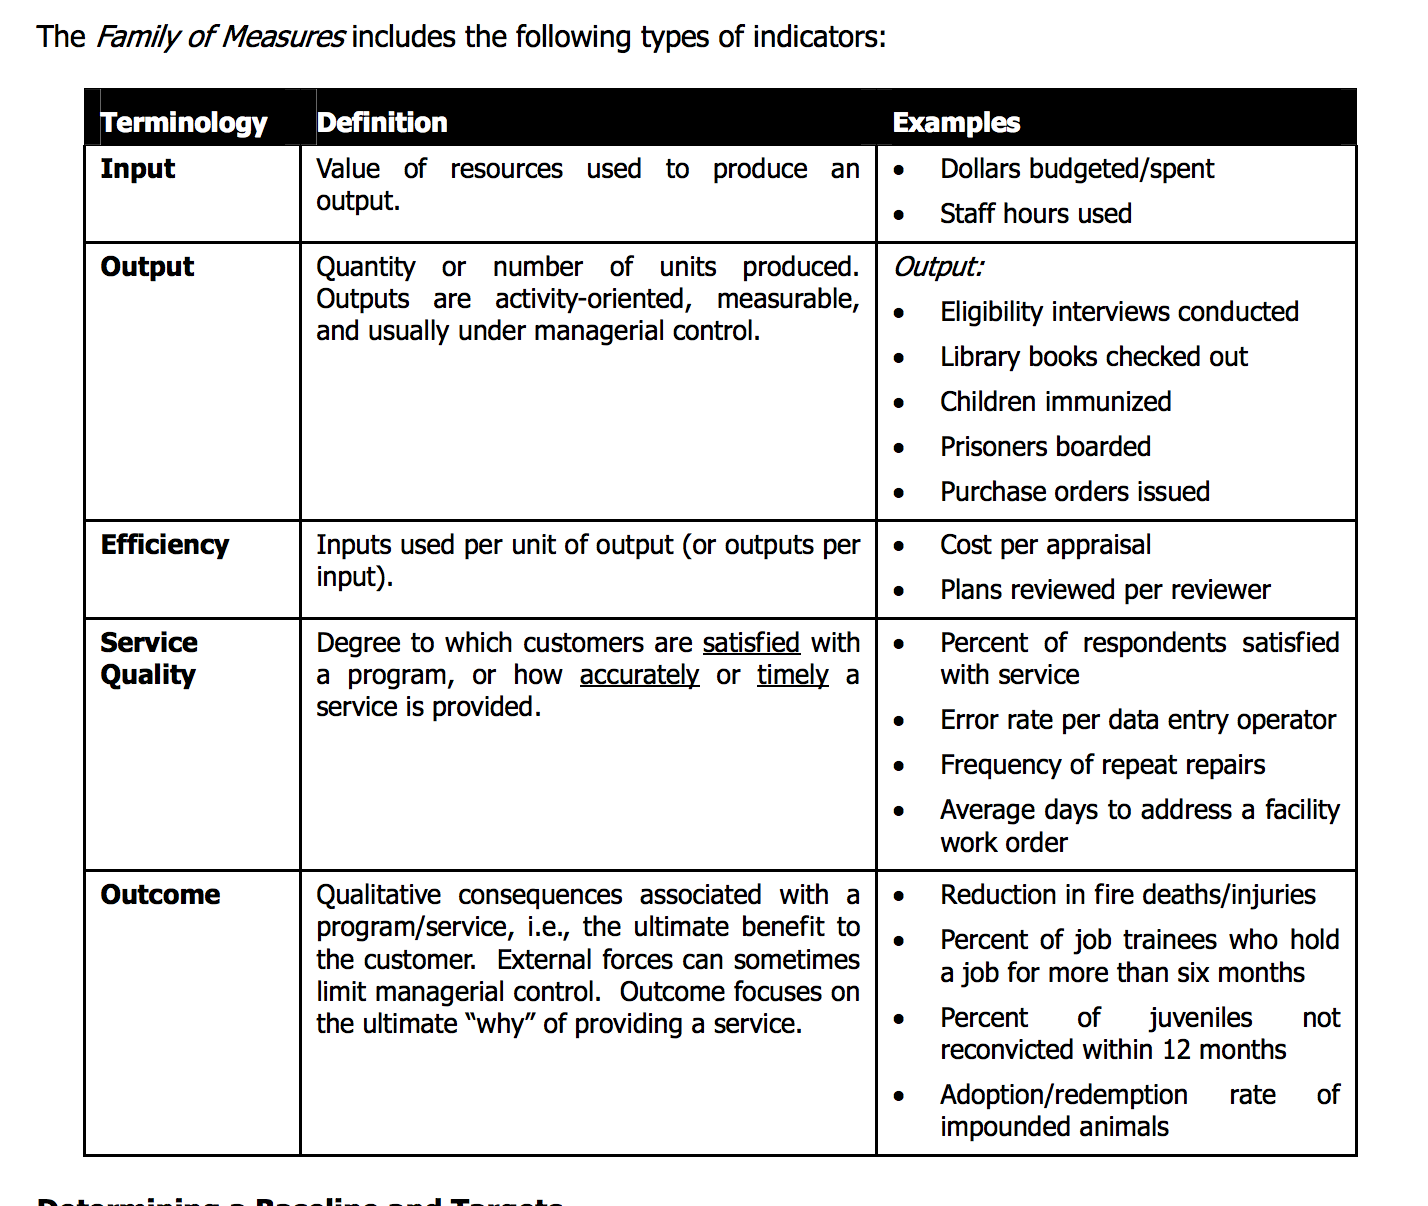 The Family of Measures includes the following types of indicators:
Terminology
Definition
Examples
Input
Value of resources used to produce an
output.
• Dollars budgeted/spent
• Staff hours used
Output
Quantity or number of units produced.
Outputs are activity-oriented, measurable,
and usually under managerial control.
Output:
• Eligibility interviews conducted
• Library books checked out
• Children immunized
• Prisoners boarded
• Purchase orders issued
Efficiency
Inputs used per unit of output (or outputs per
input).
• Cost per appraisal
• Plans reviewed per reviewer
Service
Quality
Degree to which customers are satisfied with
a program, or how accurately or timely a
service is provided.
• Percent of respondents satisfied
with service
• Error rate per data entry operator
• Frequency of repeat repairs
• Average days to address a facility
work order
Outcome
Qualitative consequences associated with a
program/service, i.e., the ultimate benefit to
the customer. External forces can sometimes
limit managerial control. Outcome focuses on
the ultimate “why” of providing a service.
• Reduction in fire deaths/injuries
• Percent of job trainees who hold
a job for more than six months
• Percent of juveniles not
reconvicted within 12 months
• Adoption/redemption rate of
impounded animals
Determining a Baseline and Targets